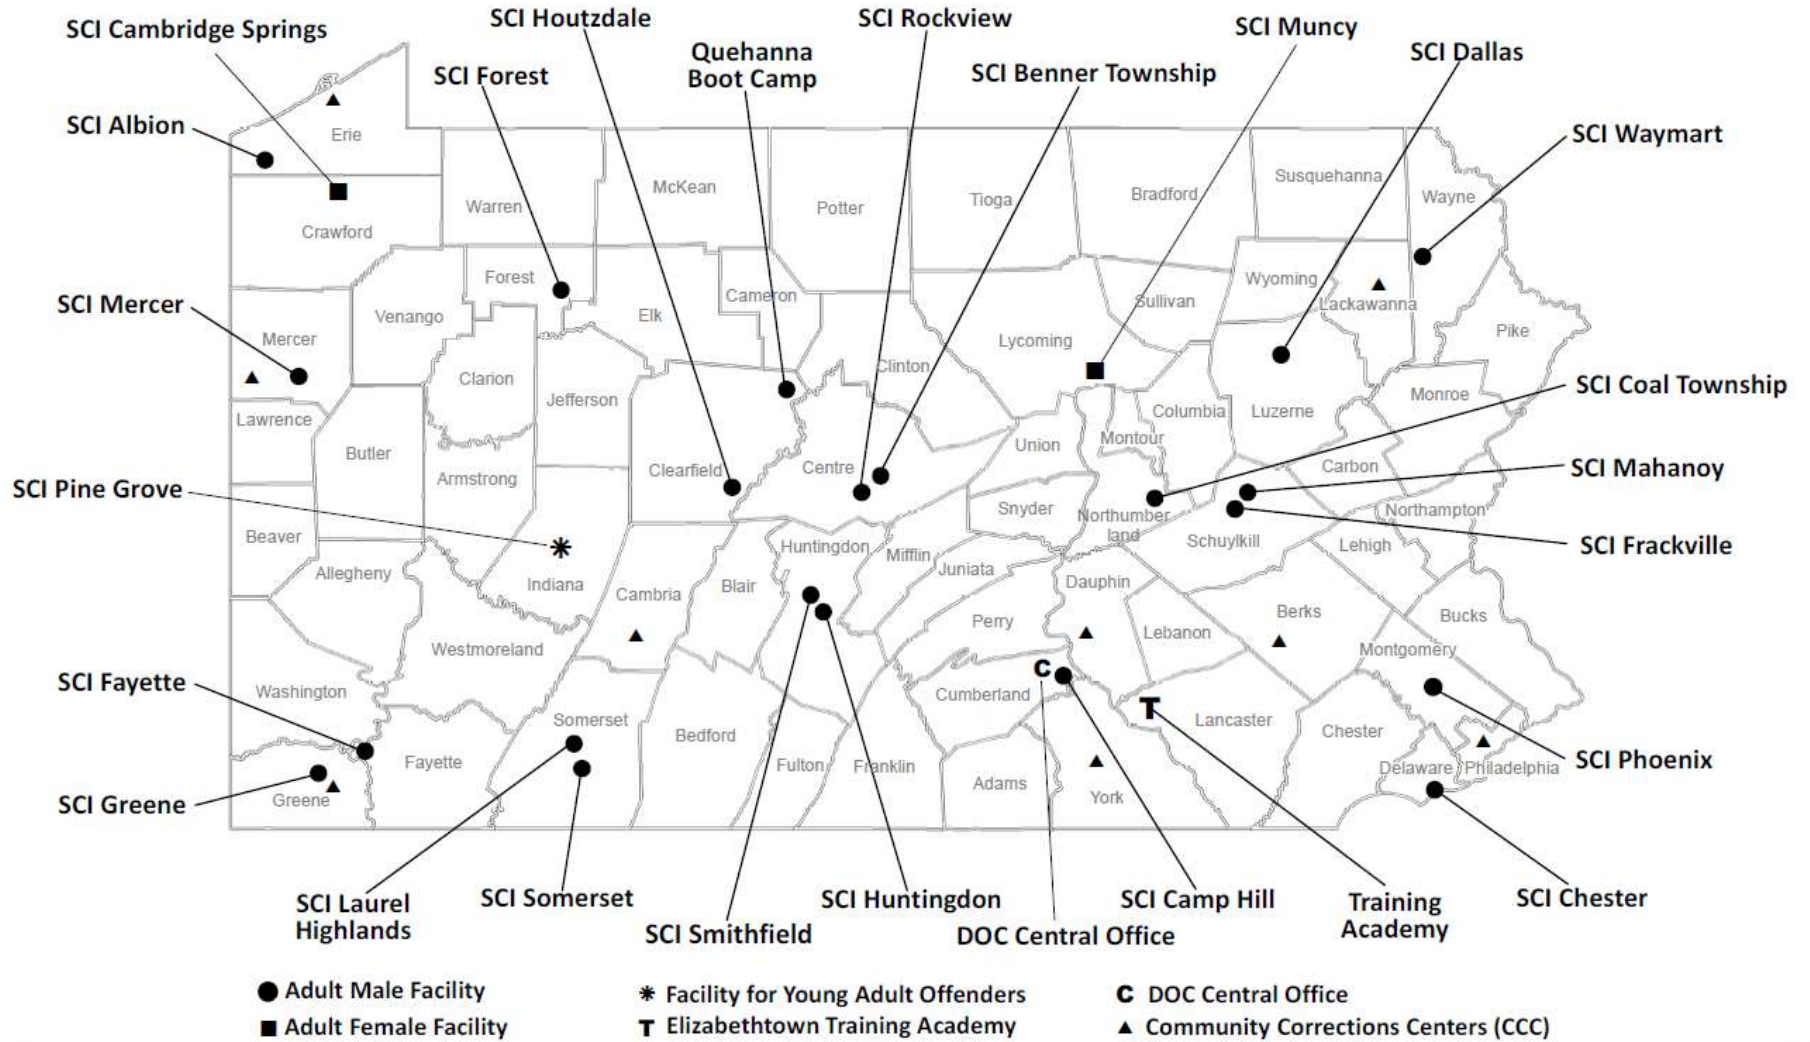 SCI Houtzdale
SCI Rockview
SCI Cambridge Springs
SCI Muncy
Quehanna
Boot Camp
SCI Dallas
SCI Forest
SCI Benner Township
SCI Albion
Erie
SCI Waymart
McKean
Susquehanna
Warren
Potter
Tioga
Bradford
Wayne
Crawford
Forest
Wyoming
SCI Mercer
Venango
Elk
Cameron
Sullivan
Lackawanna
Mercer
Lycoming
Pike
Clarion
Clinton
Jefferson
SCI Coal Township
Lawrence
Columbia
Luzerne
Monroe
Butler
Union
Montour
Armstrong
Clearfield
Centre
Carbon
SCI Mahanoy
SCI Pine Grove
Snyder
Northumber
land
Northampton
Beaver
Huntingdon
Mifflin
Schuylkill
Lehigh
SCI Frackville
Allegheny
Indiana
Cambria
Blair
Juniata
Dauphin
Perry
Lebanon
Berks
Bucks
Westmoreland
Montgomery
SCI Fayette
Washington
C
Cumberland
T
Somerset
Bedford
Lancaster
Chester
Fayette
Fulton
Franklin
Adams
York
Delaware
Philadelphia
SCI Phoenix
SCI Greene
Greene
SCI Laurel
Highlands
SCI Somerset
SCI Smithfield
SCI Huntingdon
DOC Central Office
SCI Camp Hill
Training
Academy
SCI Chester
Adult Male Facility
Adult Female Facility
Facility for Young Adult Offenders
T Elizabethtown Training Academy
C DOC Central Office
Community Corrections Centers (CCC)